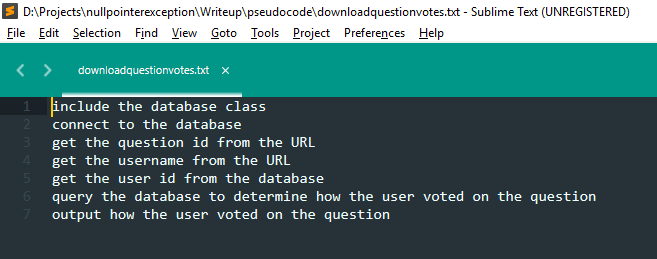 D:\Projects\nullpointerexception\Writeup\pseudocode\downloadquestionvotes.txt - Sublime Text (UNREGISTERED)
File Edit Selection Find View Goto Tools Project Preferences Help
downloadquestionvotes.txt ×
1 include the database class
2 connect to the database
3 get the question id from the URL
4 get the username from the URL
5 get the user id from the database
6 query the database to determine how the user voted on the question
7 output how the user voted on the question